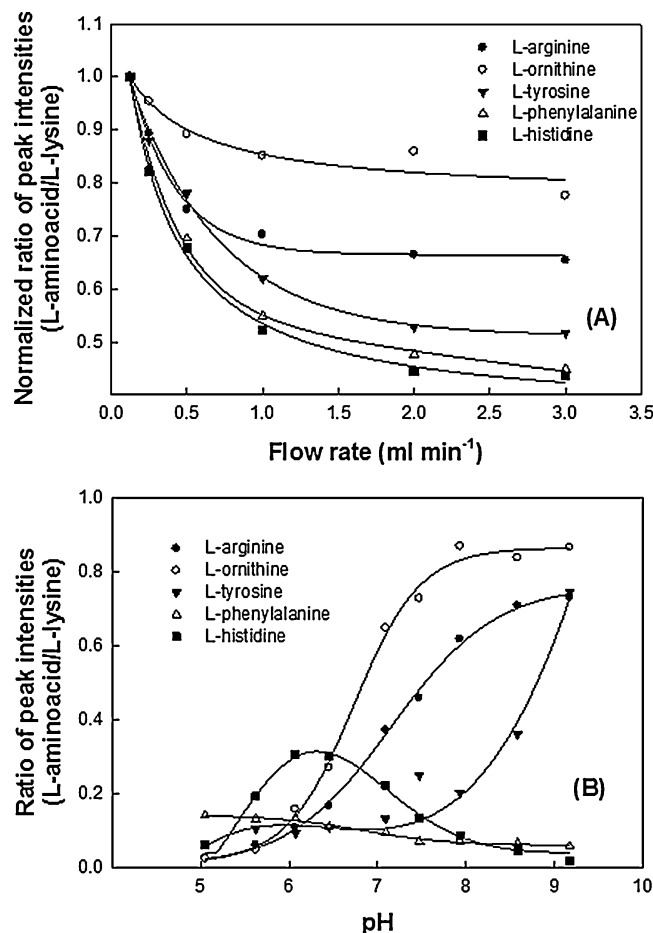 1.1
1.0
0.9
0.8
0.7
0.6
0.5
Normalized ratio of peak intensities
(L-aminoacid/L-lysine)
L-arginine
L-ornithine
L-tyrosine
L-phenylalanine
L-histidine
(A)
0.0 0.5 1.0 1.5 2.0 2.5 3.0 3.5
Flow rate (ml min⁻¹)
1.0
0.8
0.6
0.4
0.2
0.0
Ratio of peak intensities
(L-aminoacid/L-lysine)
L-arginine
L-ornithine
L-tyrosine
L-phenylalanine
L-histidine
(B)
4 5 6 7 8 9 10
pH